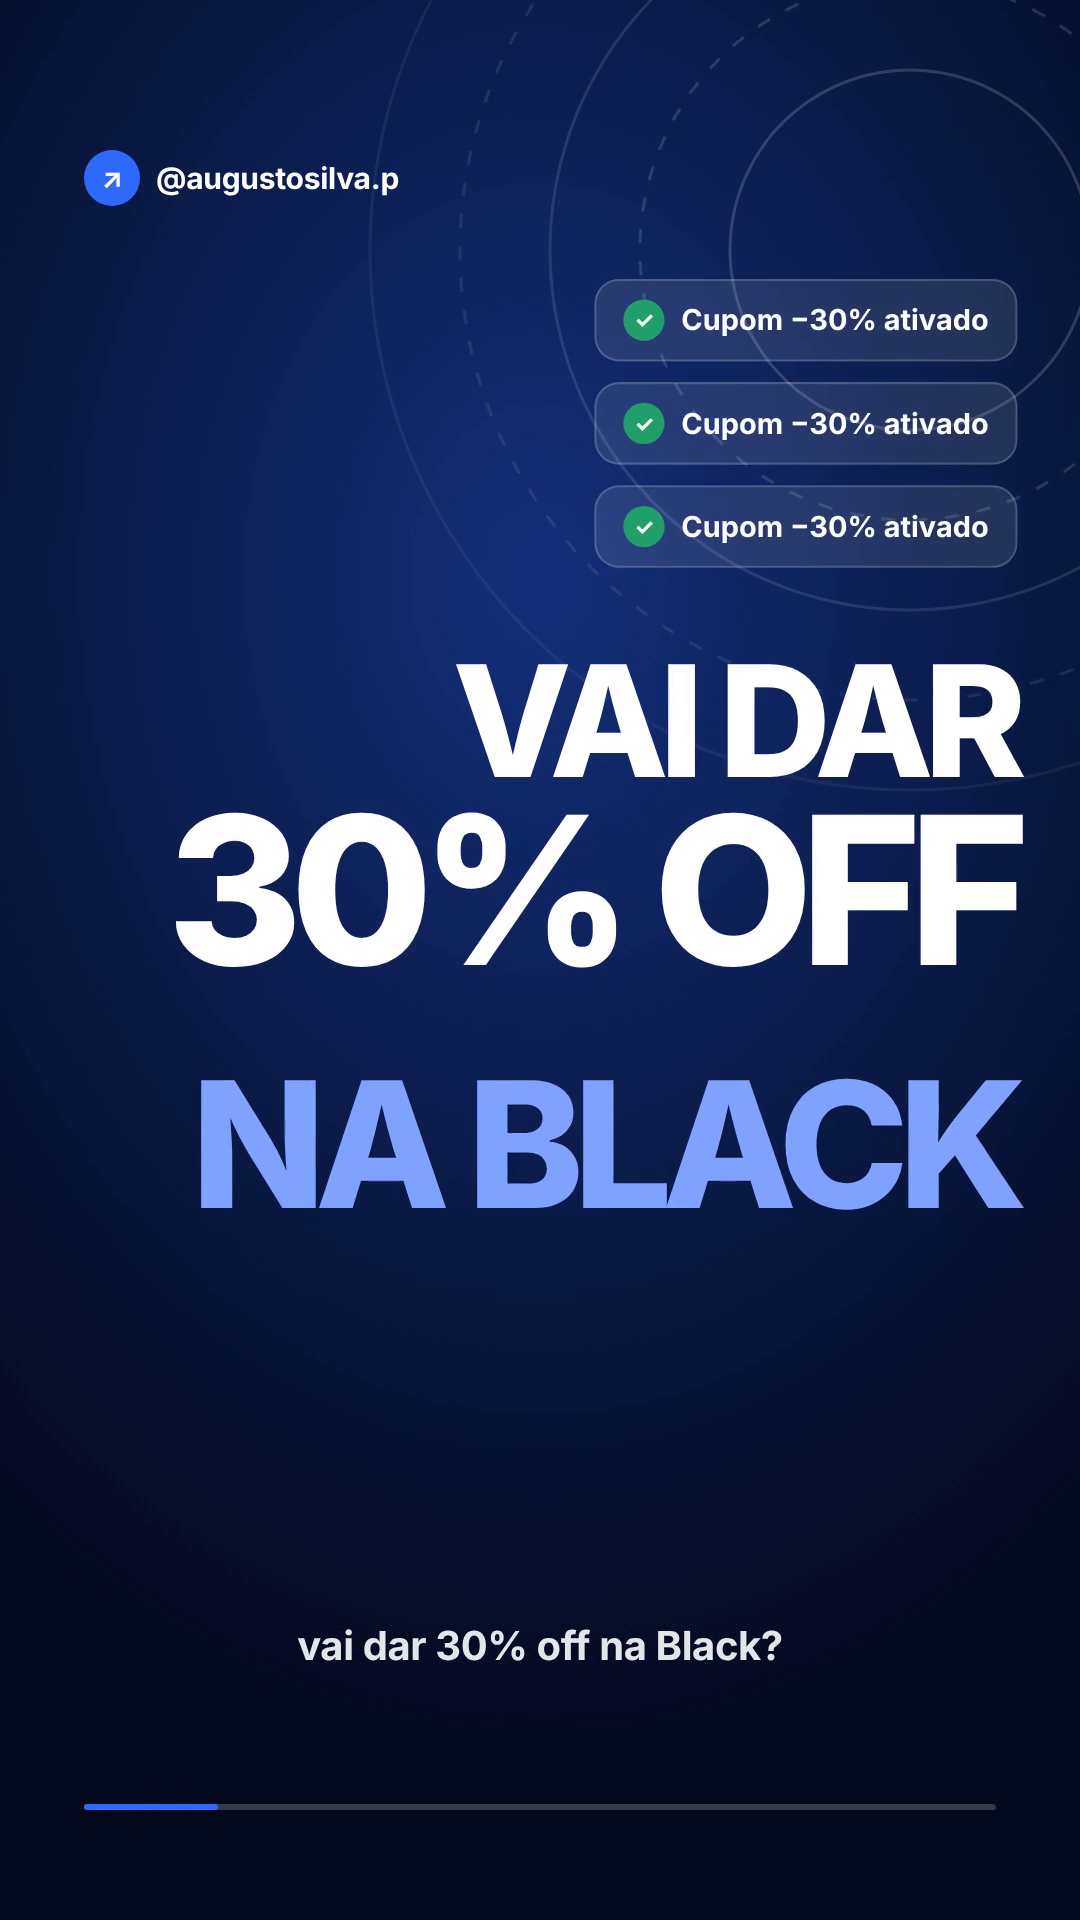 @augustosilva.p
Cupom −30% ativado
Cupom −30% ativado
Cupom −30% ativado
VAI DAR
30% OFF
NA BLACK
vai dar 30% off na Black?